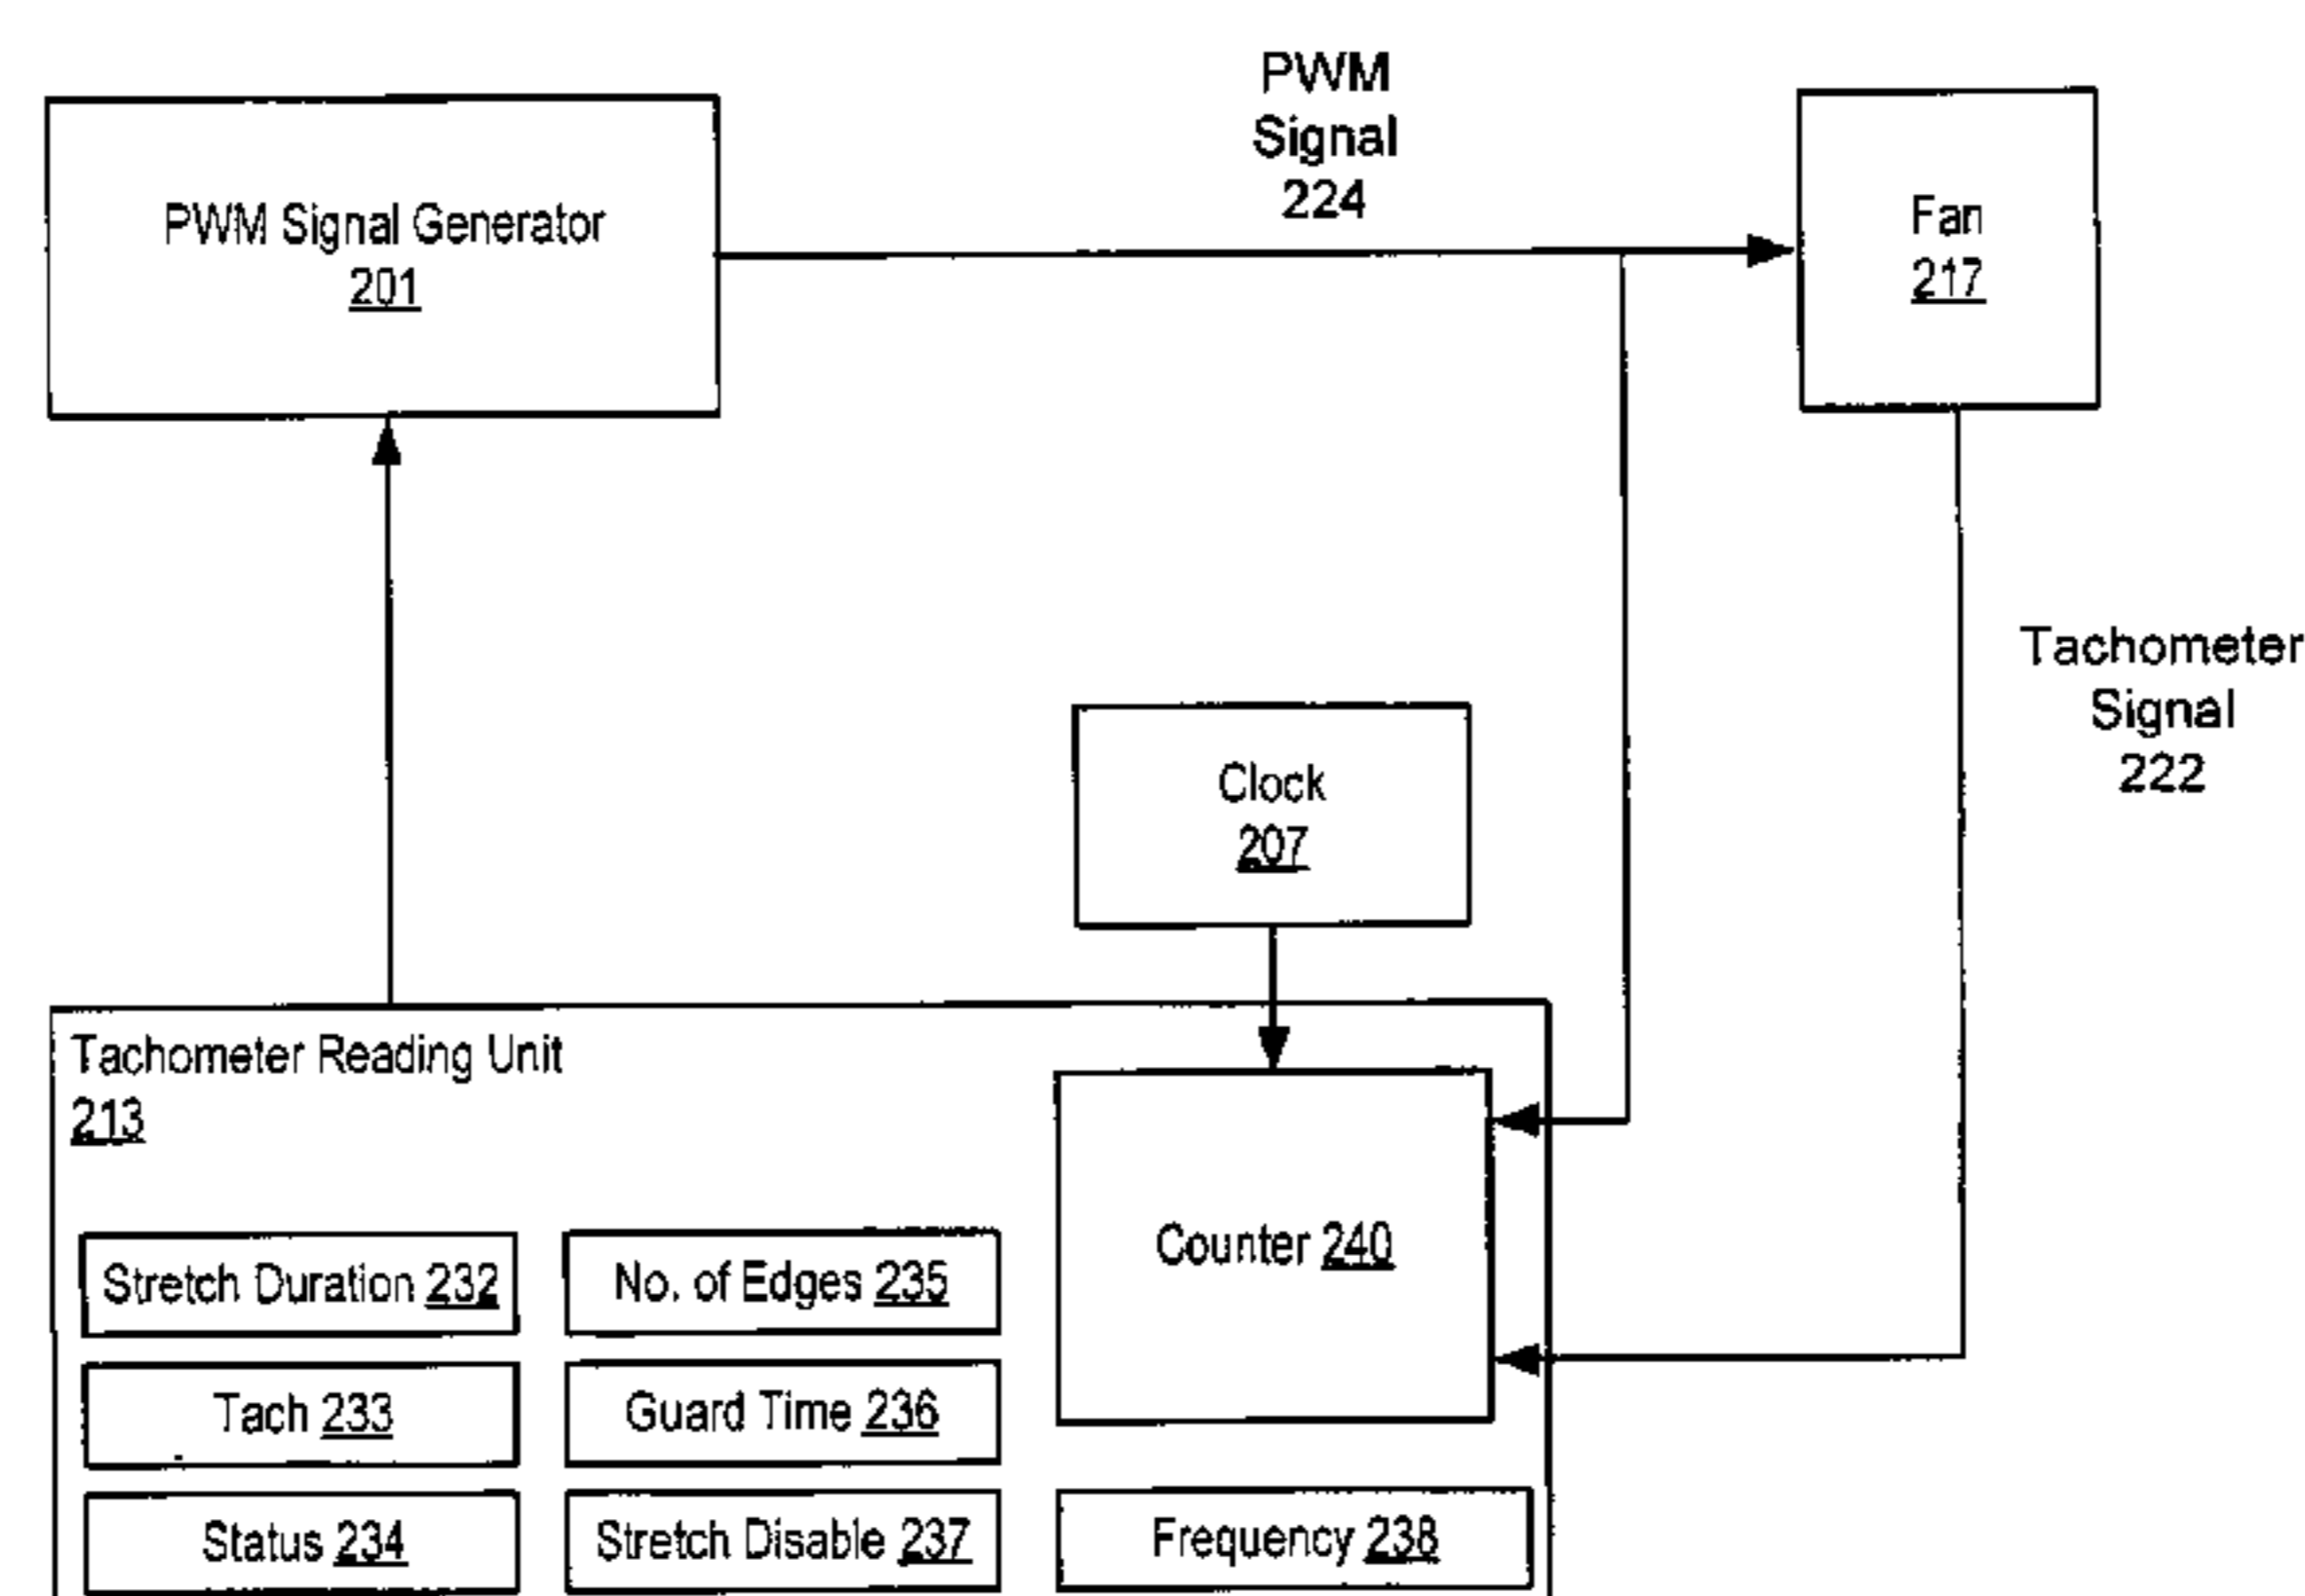 PWM
Signal
224
PWM Signal Generator
201
Fan
217
Tachometer
Signal
222
Clock
207
Tachometer Reading Unit
213
Counter 240
Stretch Duration 232
No. of Edges 235
Tach 233
Guard Time 236
Status 234
Stretch Disable 237
Frequency 238